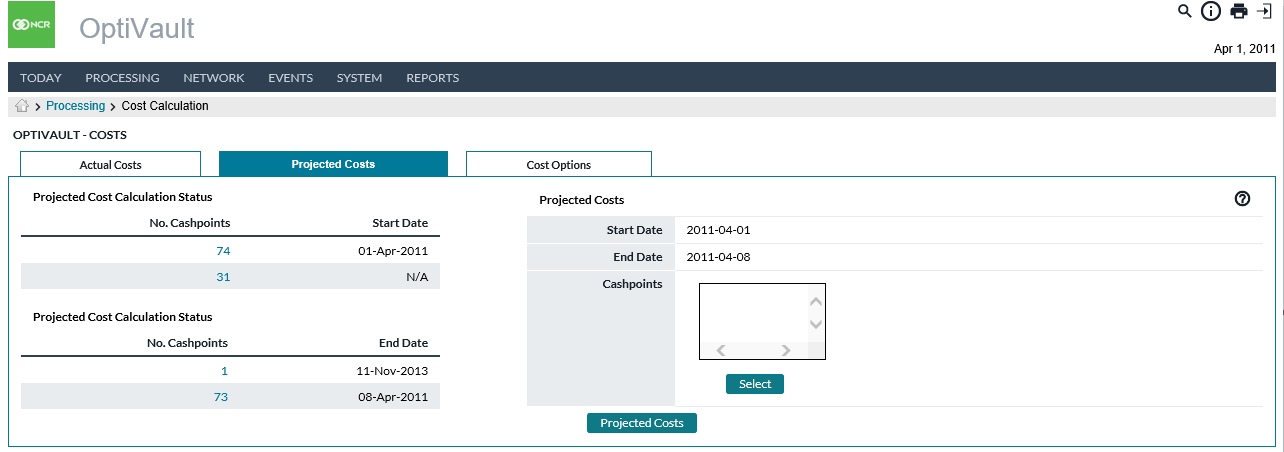 NCR
OptiVault
Apr 1, 2011
TODAY PROCESSING NETWORK EVENTS SYSTEM REPORTS
Processing > Cost Calculation
OPTIVAULT - COSTS
Actual Costs Projected Costs Cost Options
Projected Cost Calculation Status
No. Cashpoints Start Date
74 01-Apr-2011
31 N/A
Projected Cost Calculation Status
No. Cashpoints End Date
1 11-Nov-2013
73 08-Apr-2011
Projected Costs
Start Date 2011-04-01
End Date 2011-04-08
Cashpoints
Select
Projected Costs